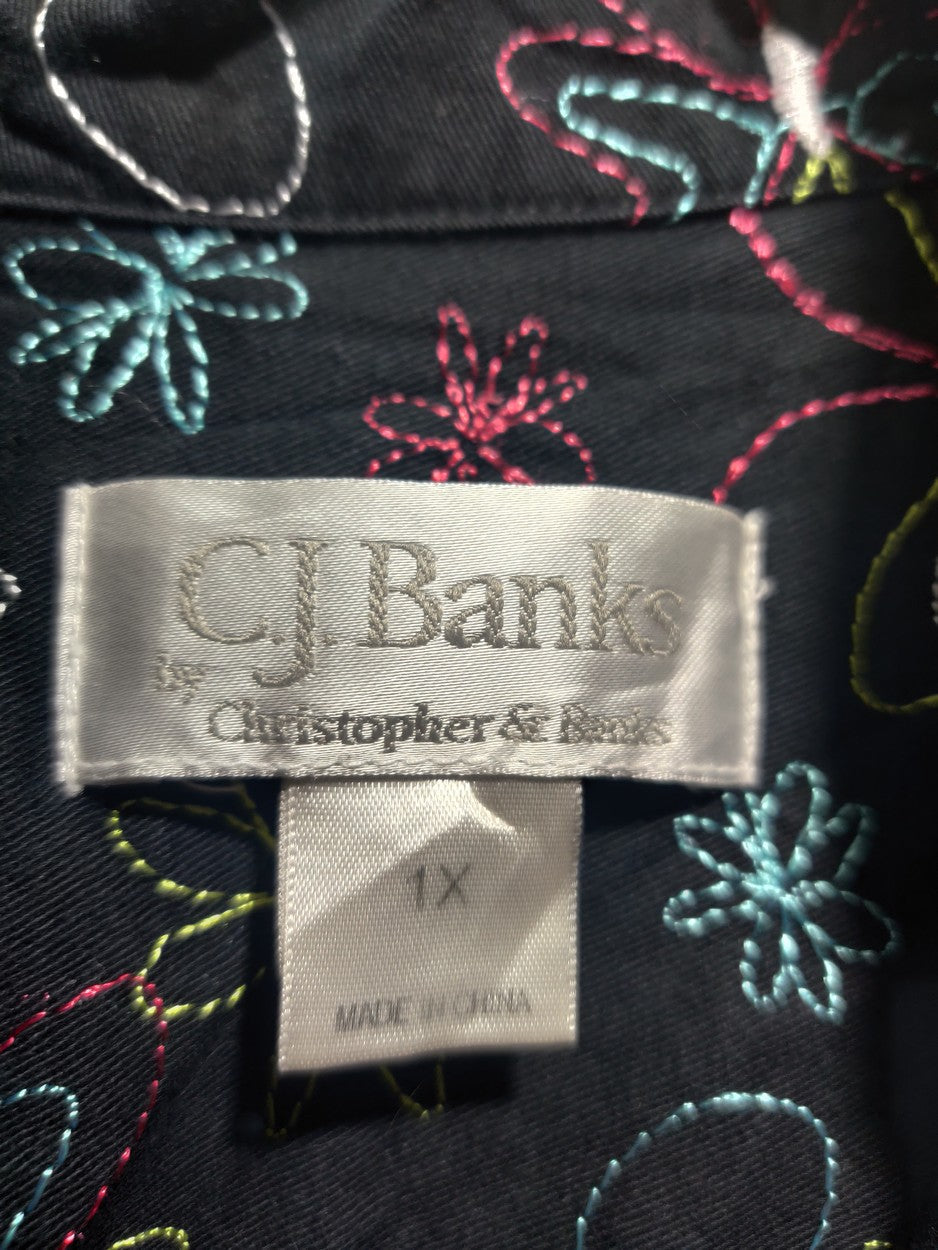 C.J. Banks
by
Christopher & Banks
1X
MADE IN CHINA